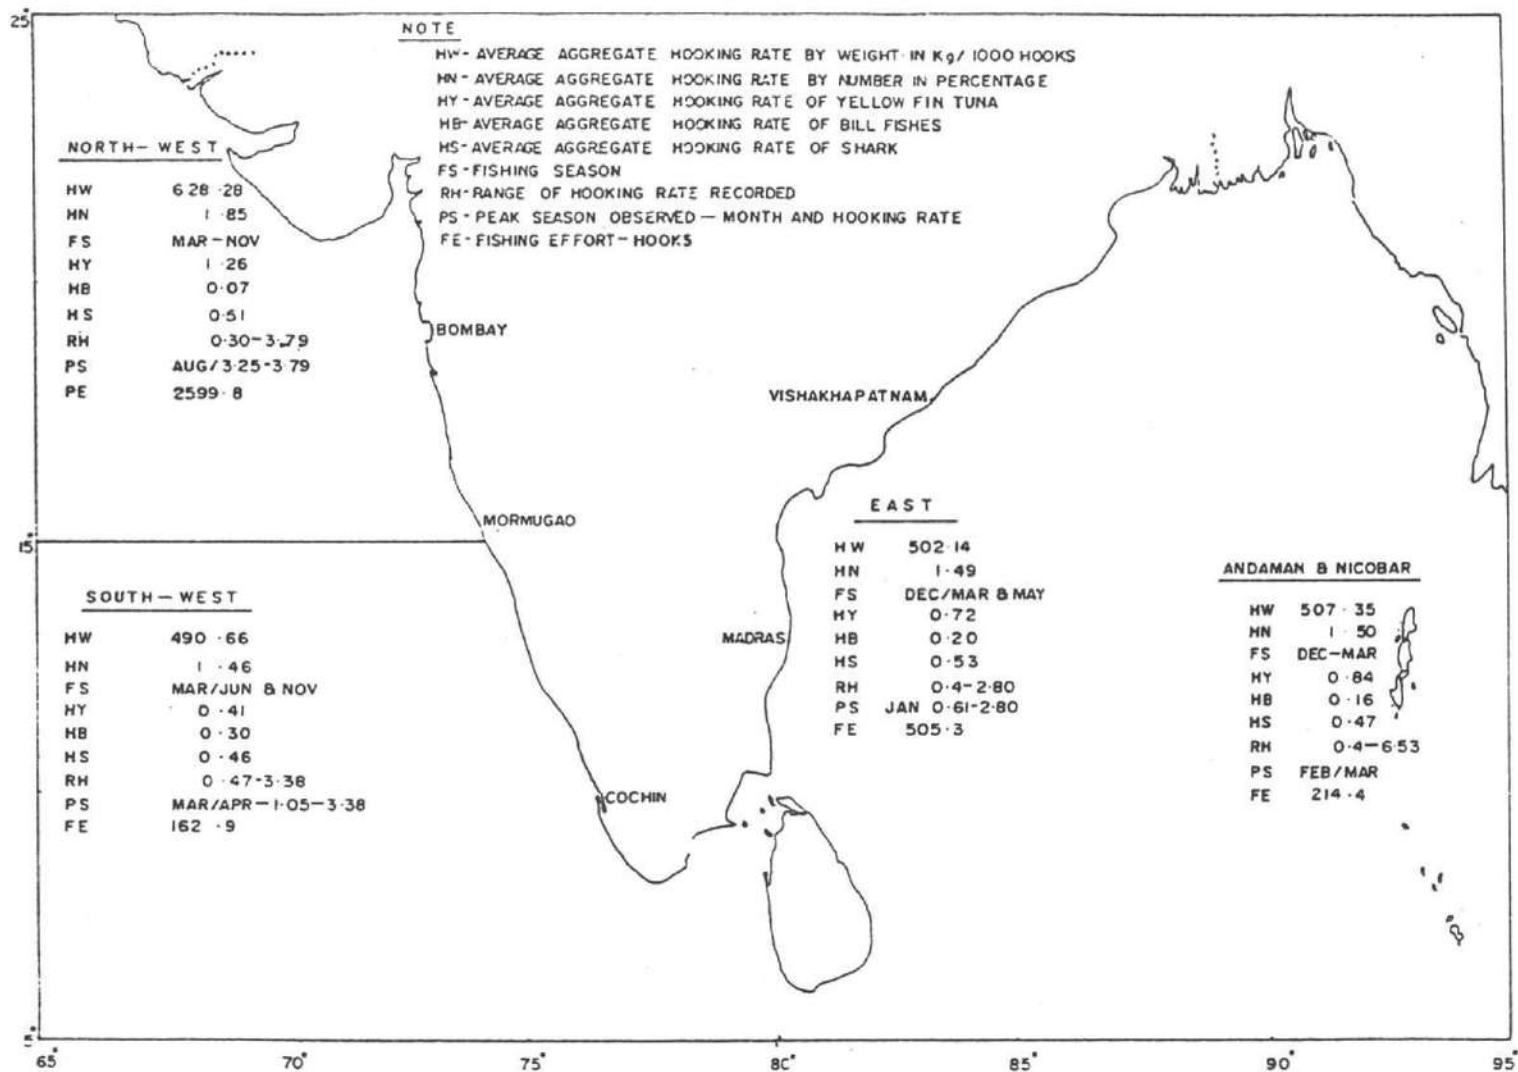 25°
NOTE
HW- AVERAGE AGGREGATE HOOKING RATE BY WEIGHT IN Kg/ 1000 HOOKS
HN - AVERAGE AGGREGATE HOOKING RATE BY NUMBER IN PERCENTAGE
HY - AVERAGE AGGREGATE HOOKING RATE OF YELLOW FIN TUNA
HB- AVERAGE AGGREGATE HOOKING RATE OF BILL FISHES
HS- AVERAGE AGGREGATE HOOKING RATE OF SHARK
FS - FISHING SEASON
RH- RANGE OF HOOKING RATE RECORDED
PS - PEAK SEASON OBSERVED — MONTH AND HOOKING RATE
FE - FISHING EFFORT- HOOKS
NORTH - WEST
HW 628.28
HN 1.85
FS MAR-NOV
HY 1.26
HB 0.07
HS 0.51
RH 0.30-3.79
PS AUG/3.25-3.79
PE 2599.8
BOMBAY
VISHAKHAPATNAM
MORMUGAO
15°
SOUTH - WEST
HW 490.66
HN 1.46
FS MAR/JUN & NOV
HY 0.41
HB 0.30
HS 0.46
RH 0.47-3.38
PS MAR/APR-1.05-3.38
FE 162.9
COCHIN
MADRAS
EAST
HW 502.14
HN 1.49
FS DEC/MAR & MAY
HY 0.72
HB 0.20
HS 0.53
RH 0.4-2.80
PS JAN 0.61-2.80
FE 505.3
ANDAMAN & NICOBAR
HW 507.35
HN 1.50
FS DEC-MAR
HY 0.84
HB 0.16
HS 0.47
RH 0.4-6.53
PS FEB/MAR
FE 214.4
5°
65° 70° 75° 80° 85° 90° 95°